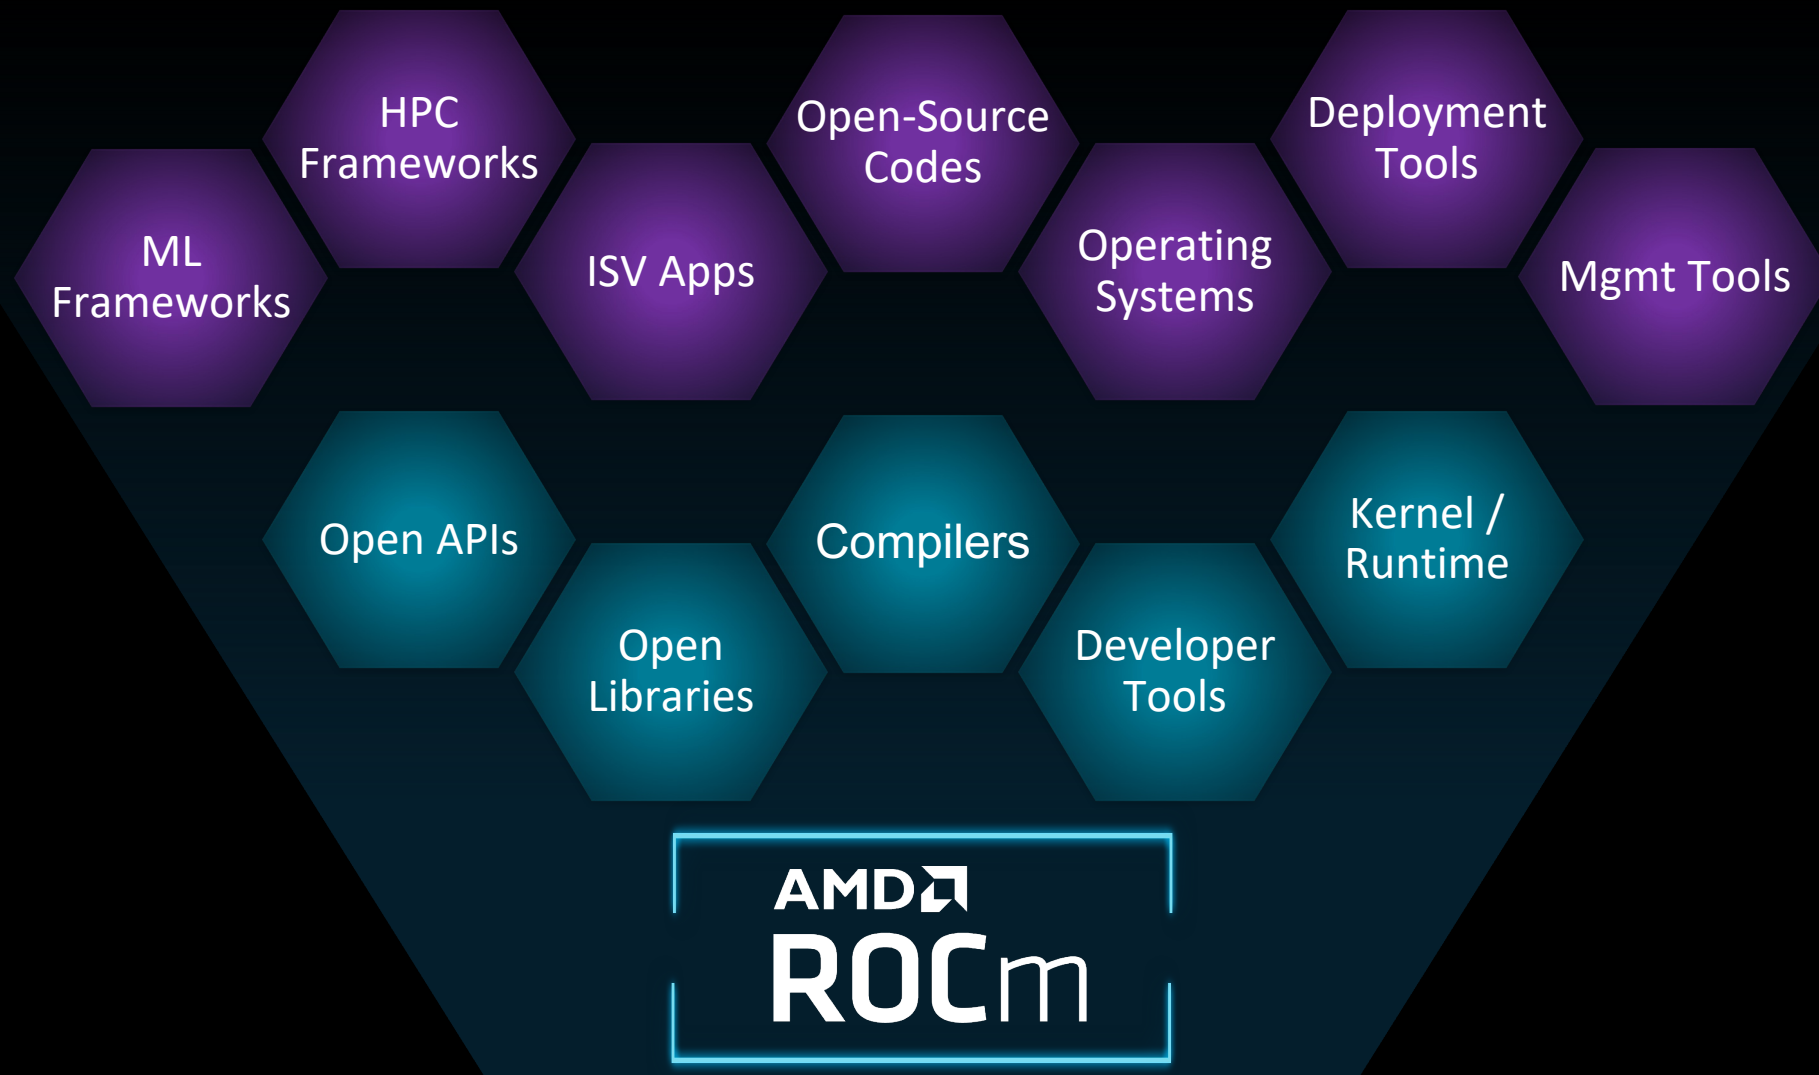 HPC
Frameworks
Open-Source
Codes
Deployment
Tools
ML
Frameworks
ISV Apps
Operating
Systems
Mgmt Tools
Open APIs
Compilers
Kernel /
Runtime
Open
Libraries
Developer
Tools
AMD
ROCm